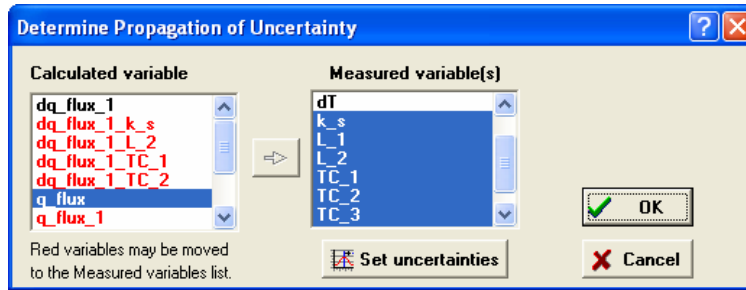 Determine Propagation of Uncertainty
Calculated variable
dq_flux_1
dq_flux_1_k_s
dq_flux_1_L_2
dq_flux_1_TC_1
dq_flux_1_TC_2
q_flux
q_flux_1
Red variables may be moved
to the Measured variables list.
Measured variable(s)
dT
k_s
L_1
L_2
TC_1
TC_2
TC_3
Set uncertainties
OK
Cancel